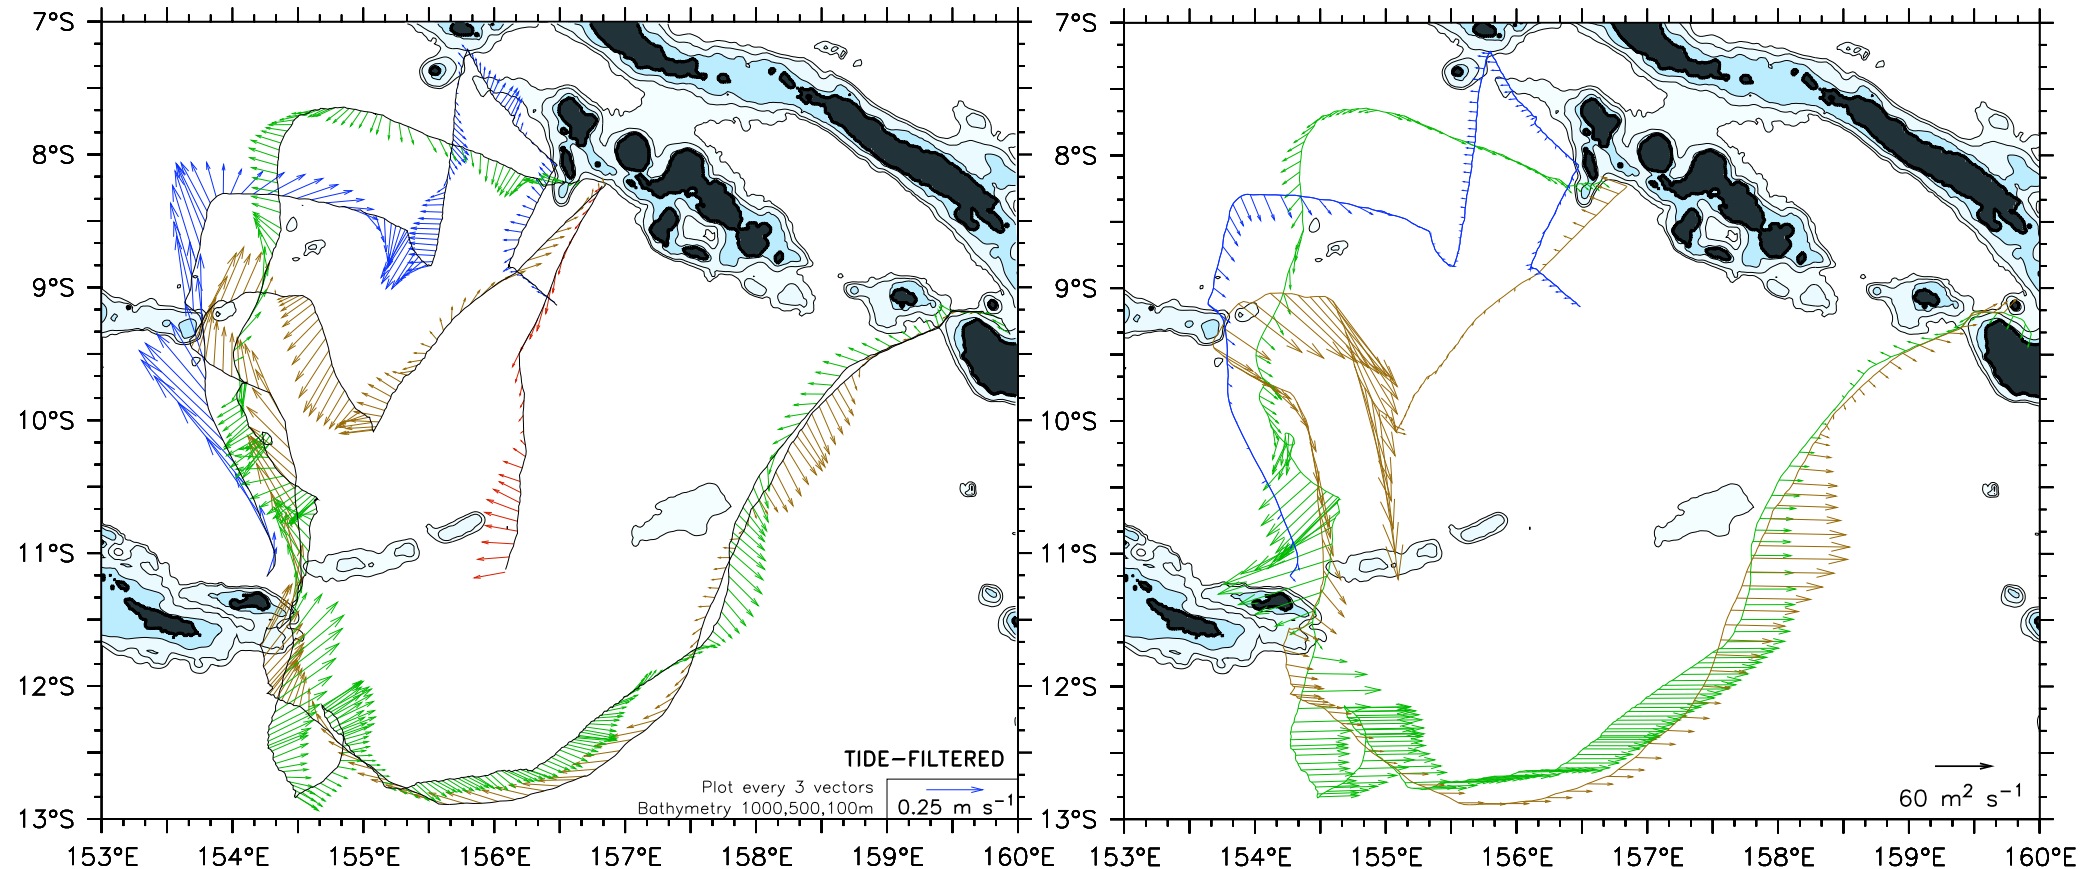 7°S
8°S
9°S
10°S
11°S
12°S
13°S
153°E 154°E 155°E 156°E 157°E 158°E 159°E 160°E
TIDE-FILTERED
Plot every 3 vectors
Bathymetry 1000,500,100m
0.25 m s⁻¹
7°S
8°S
9°S
10°S
11°S
12°S
13°S
153°E 154°E 155°E 156°E 157°E 158°E 159°E 160°E
60 m² s⁻¹